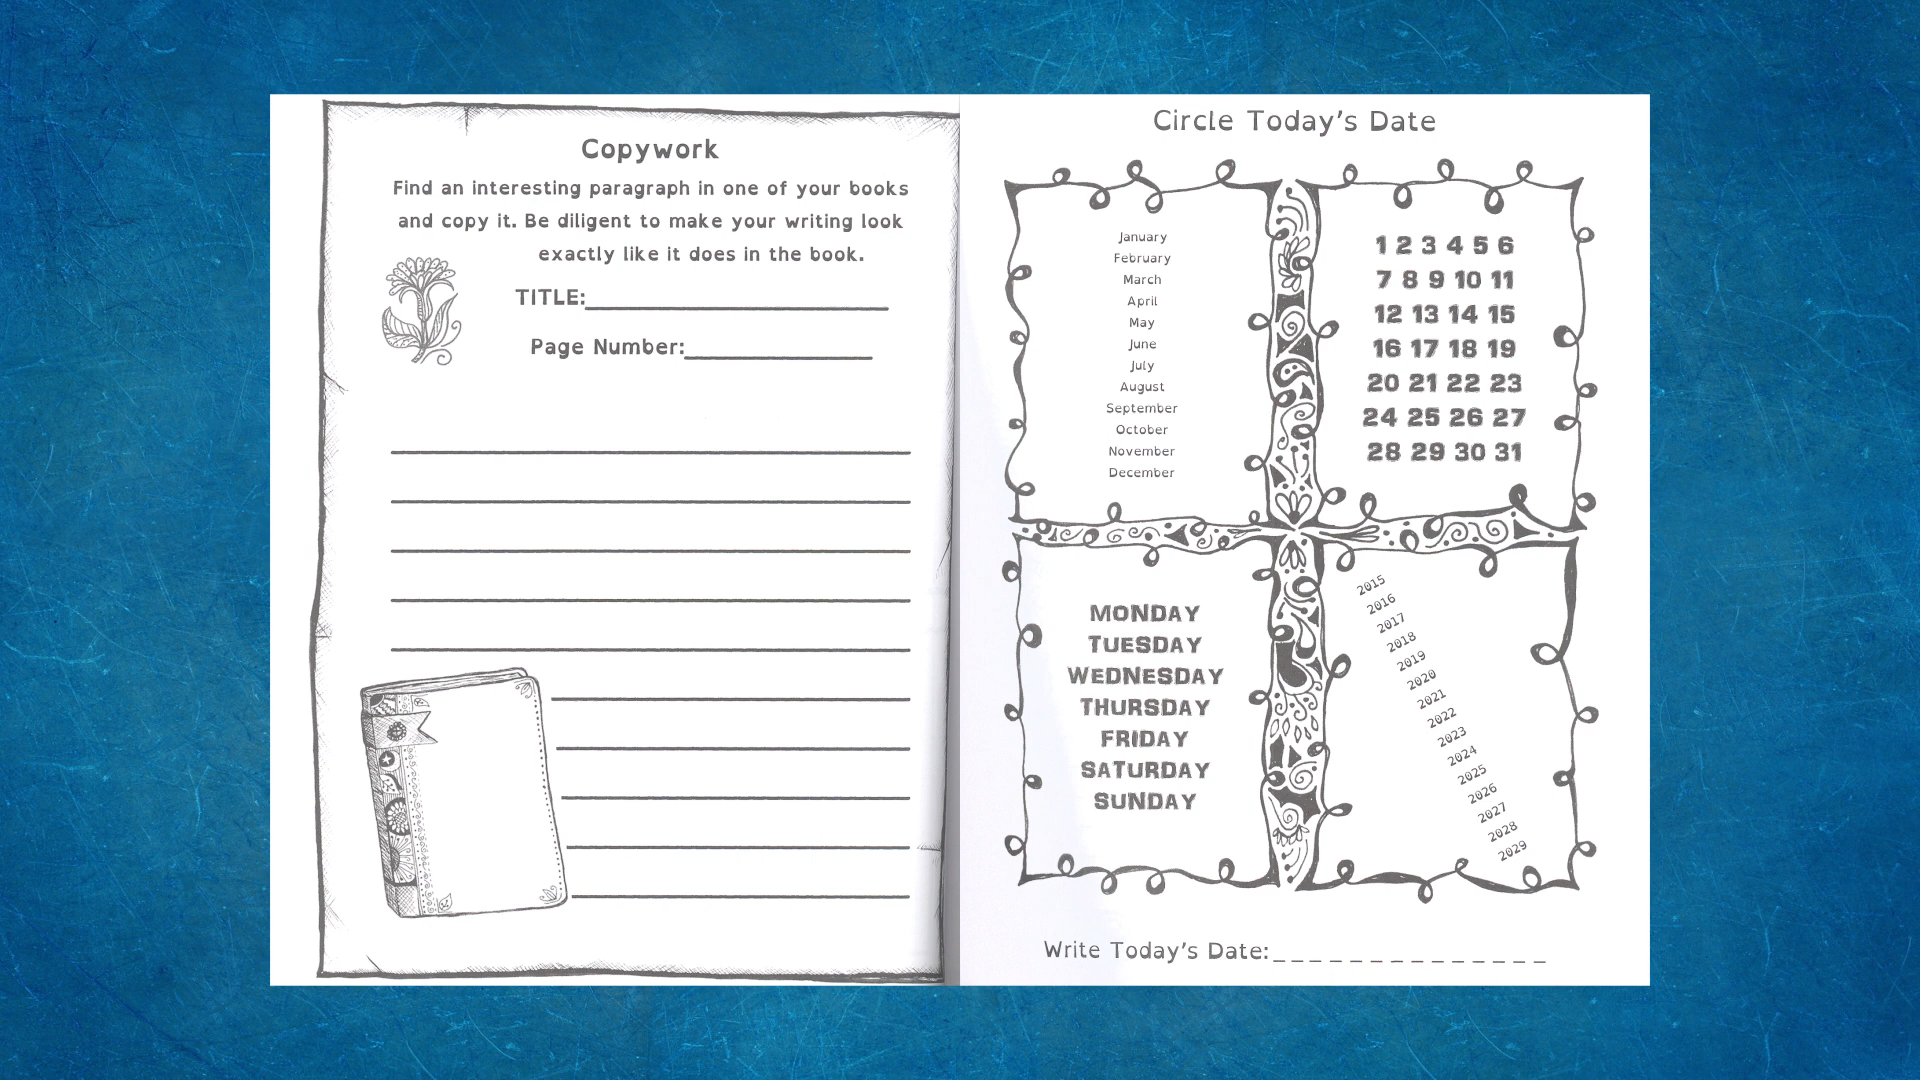 Copywork
Find an interesting paragraph in one of your books
and copy it. Be diligent to make your writing look
exactly like it does in the book.
TITLE:
Page Number:
Circle Today's Date
January
February
March
April
May
June
July
August
September
October
November
December
1 2 3 4 5 6
7 8 9 10 11
12 13 14 15
16 17 18 19
20 21 22 23
24 25 26 27
28 29 30 31
MONDAY
TUESDAY
WEDNESDAY
THURSDAY
FRIDAY
SATURDAY
SUNDAY
2015
2016
2017
2018
2019
2020
2021
2022
2023
2024
2025
2026
2027
2028
2029
Write Today's Date: